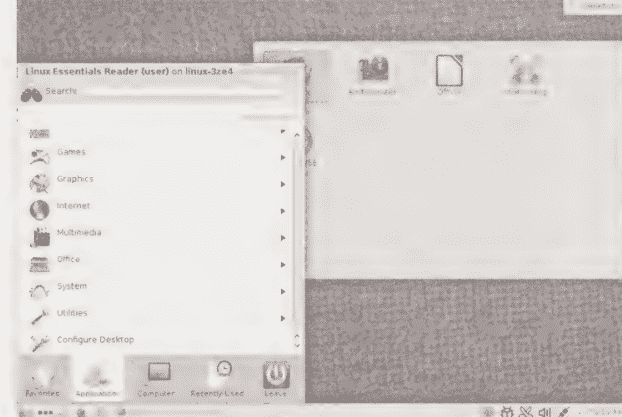 Linux Essentials Reader (user) on linux-3ze4
Search:
Games
Graphics
Internet
Multimedia
Office
System
Utilities
Configure Desktop
Favorites Applications Computer Recently Used Leave
Office